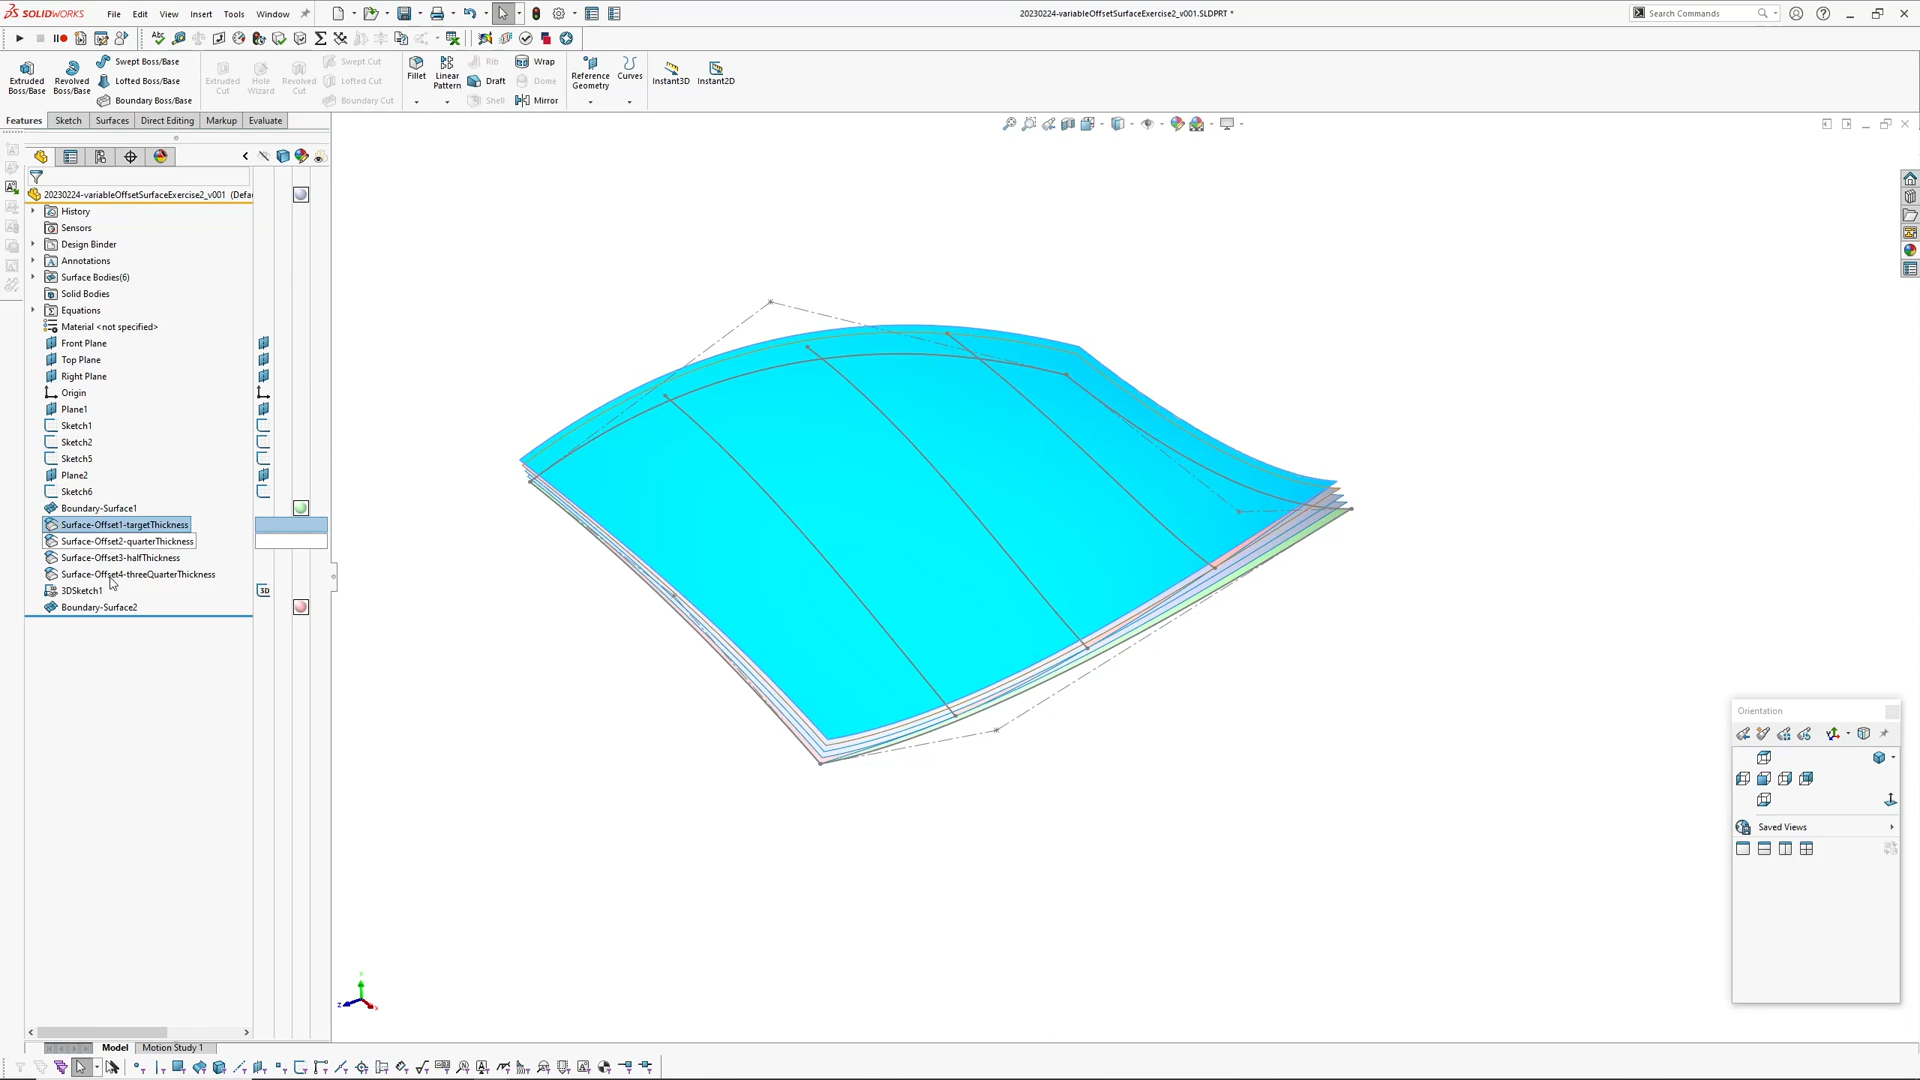 SOLIDWORKS File Edit View Insert Tools Window 20230224-variableOffsetSurfaceExercise2_v001.SLDPRT * Search Commands
Extruded Boss/Base
Revolved Boss/Base
Swept Boss/Base
Lofted Boss/Base
Boundary Boss/Base
Extruded Cut
Hole Wizard
Revolved Cut
Swept Cut
Lofted Cut
Boundary Cut
Fillet
Linear Pattern
Rib
Draft
Shell
Wrap
Dome
Mirror
Reference Geometry
Curves
Instant3D
Instant2D
Features Sketch Surfaces Direct Editing Markup Evaluate
20230224-variableOffsetSurfaceExercise2_v001 (Defa
History
Sensors
Design Binder
Annotations
Surface Bodies(6)
Solid Bodies
Equations
Material <not specified>
Front Plane
Top Plane
Right Plane
Origin
Plane1
Sketch1
Sketch2
Sketch5
Plane2
Sketch6
Boundary-Surface1
Surface-Offset1-targetThickness
Surface-Offset2-quarterThickness
Surface-Offset3-halfThickness
Surface-Offset4-threeQuarterThickness
3DSketch1 3D
Boundary-Surface2
Orientation
Saved Views
Model Motion Study 1